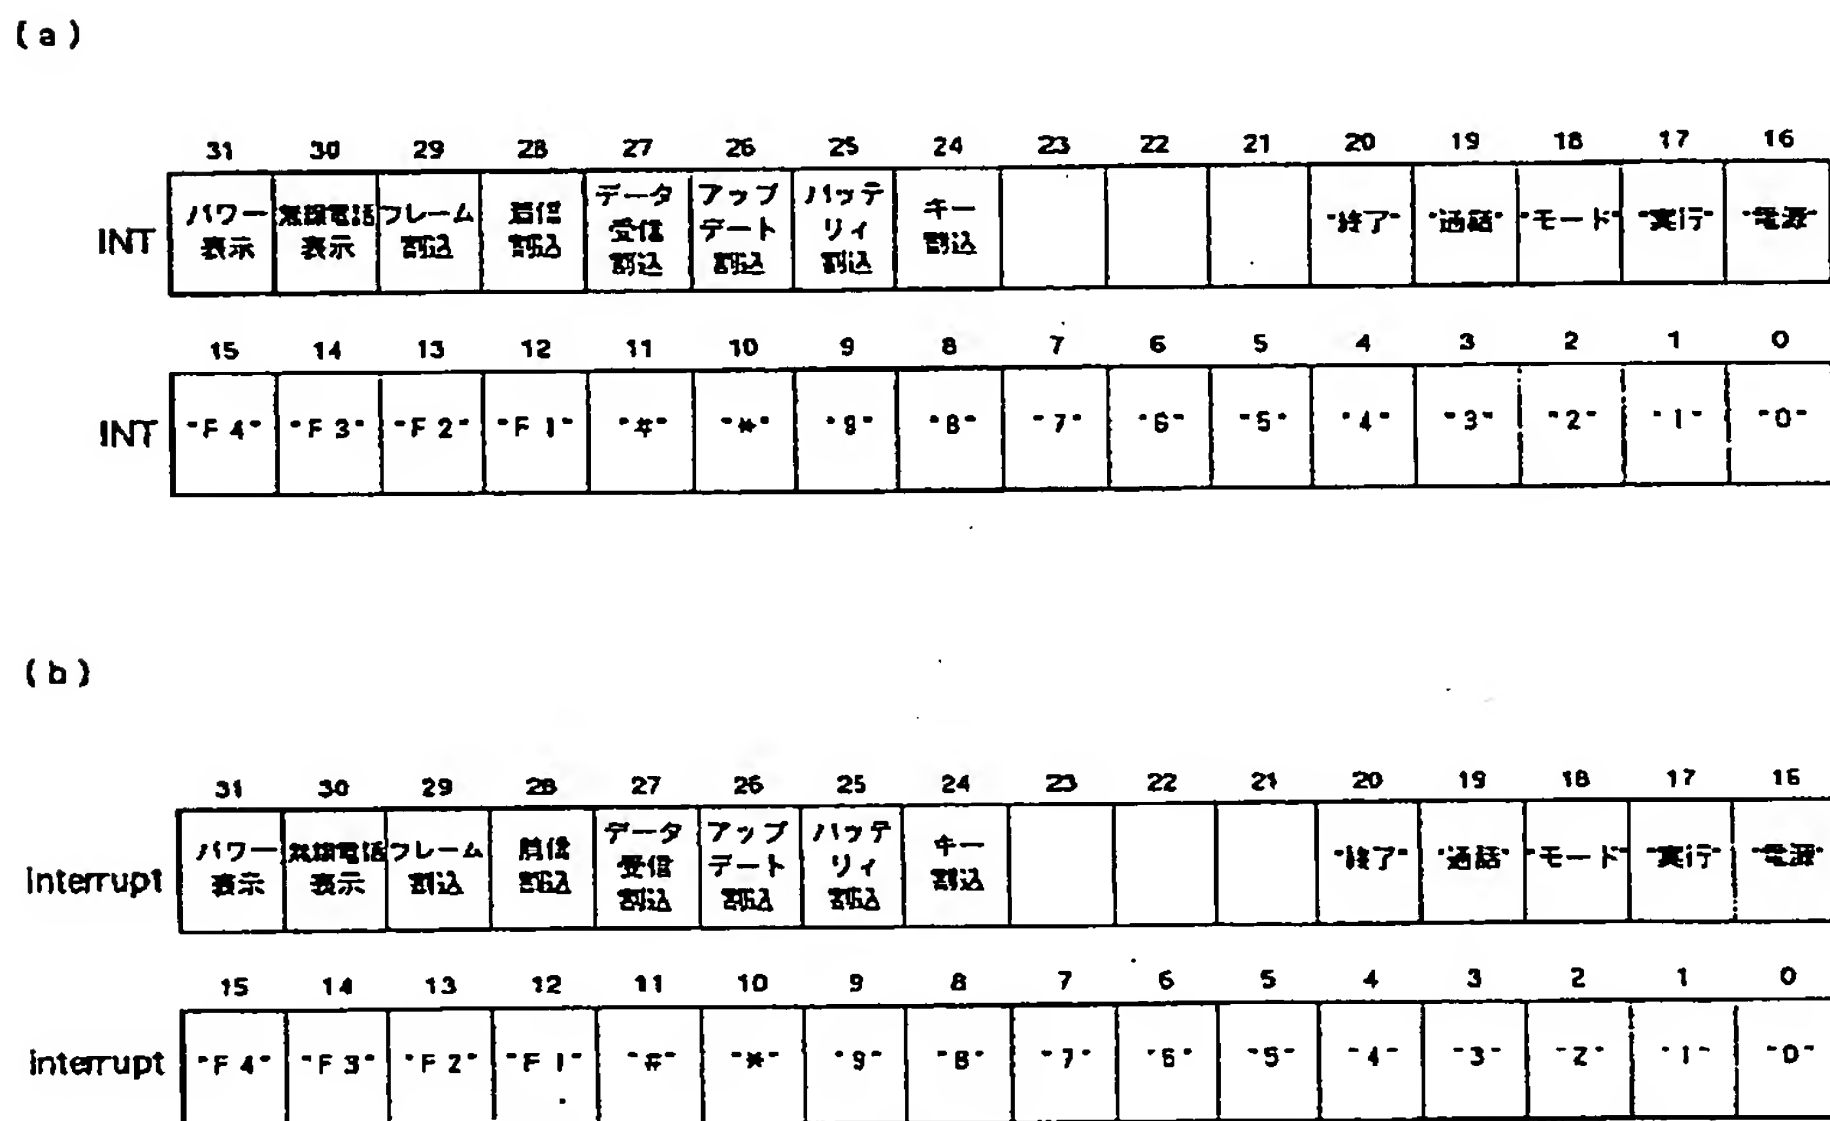 (a)
31 30 29 28 27 26 25 24 23 22 21 20 19 18 17 16
INT パワー表示 無線電話表示 フレーム割込 着信割込 データ受信割込 アップデート割込 バッテリィ割込 キー割込 "終了" "通話" "モード" "実行" "電源"
15 14 13 12 11 10 9 8 7 6 5 4 3 2 1 0
INT "F4" "F3" "F2" "F1" "#" "*" "9" "8" "7" "6" "5" "4" "3" "2" "1" "0"
(b)
31 30 29 28 27 26 25 24 23 22 21 20 19 18 17 16
interrupt パワー表示 無線電話表示 フレーム割込 着信割込 データ受信割込 アップデート割込 バッテリィ割込 キー割込 "終了" "通話" "モード" "実行" "電源"
15 14 13 12 11 10 9 8 7 6 5 4 3 2 1 0
interrupt "F4" "F3" "F2" "F1" "#" "*" "9" "8" "7" "6" "5" "4" "3" "2" "1" "0"